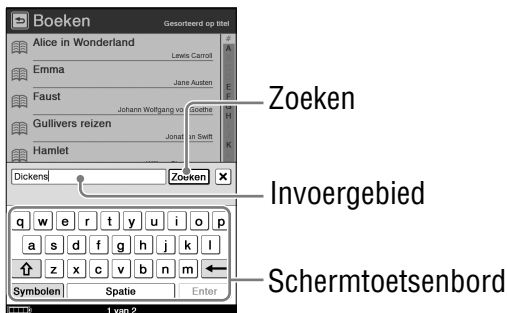 Boeken
Gesorteerd op titel
Alice in Wonderland
Lewis Carroll
Emma
Jane Austen
Faust
Johann Wolfgang von Goethe
Gullivers reizen
Jonathan Swift
Hamlet
#
A
E
F
G
H
K
Dickens
Zoeken
q w e r t y u i o p
a s d f g h j k l
z x c v b n m
Symbolen Spatie Enter
1 van 2
Zoeken
Invoergebied
Schermtoetsenbord